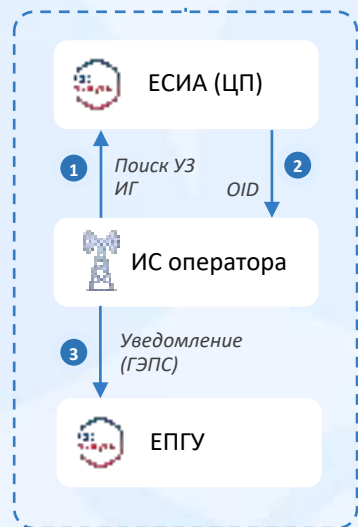 ЕСИА (ЦП)
1
Поиск УЗ
ИГ
2
OID
ИС оператора
3
Уведомление
(ГЭПС)
ЕПГУ